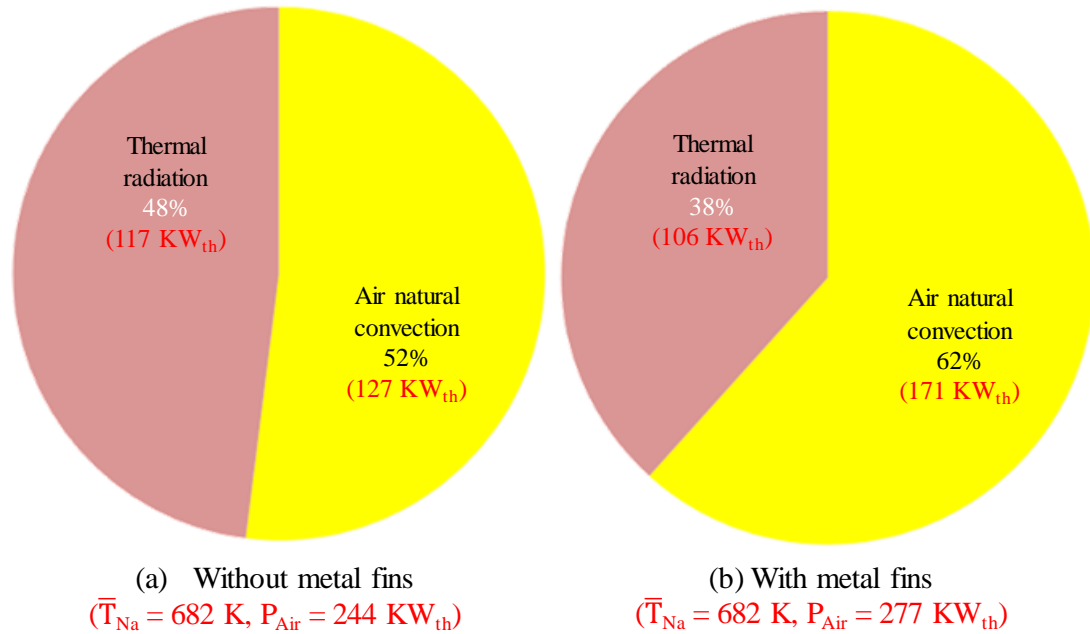 Thermal
radiation
48%
(117 KWth)
Air natural
convection
52%
(127 KWth)
(a) Without metal fins
(T̅Na = 682 K, PAir = 244 KWth)
Thermal
radiation
38%
(106 KWth)
Air natural
convection
62%
(171 KWth)
(b) With metal fins
(T̅Na = 682 K, PAir = 277 KWth)